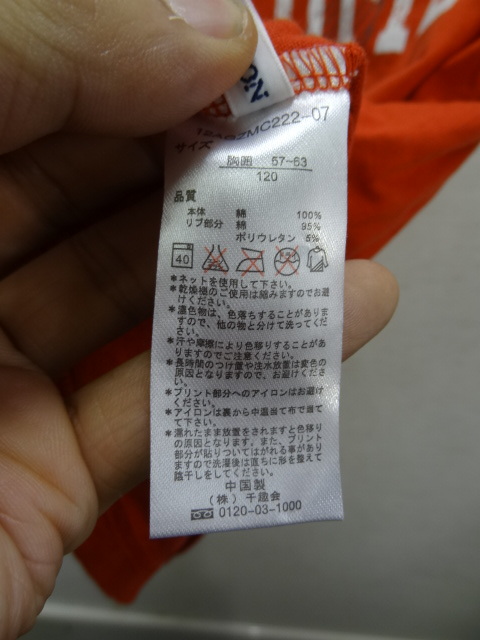 ON
12AGZMC222-07
サイズ
胸囲 57~63
120
品質
本体 綿 100%
リブ部分 綿 95%
ポリウレタン 5%
40
＊ネットを使用して下さい。
＊乾燥機のご使用は縮みますのでお避
けください。
＊濃色物は、色落ちすることがありま
すので、他の物と分けて洗ってくだ
さい。
＊汗や摩擦により色移りすることがあ
りますのでご注意ください。
＊長時間のつけ置や注水放置は変色の
原因となりますので、お避けくださ
い。
＊プリント部分へのアイロンはお避け
ください。
＊アイロンは裏から中温当て布で当て
て下さい。
＊濡れたまま放置をされますと色移り
の原因となります。また、プリント
部分が貼りついてはがれる事があり
ますので洗濯後は直ちに形を整えて
陰干しをしてください。
中国製
(株) 千趣会
0120-03-1000